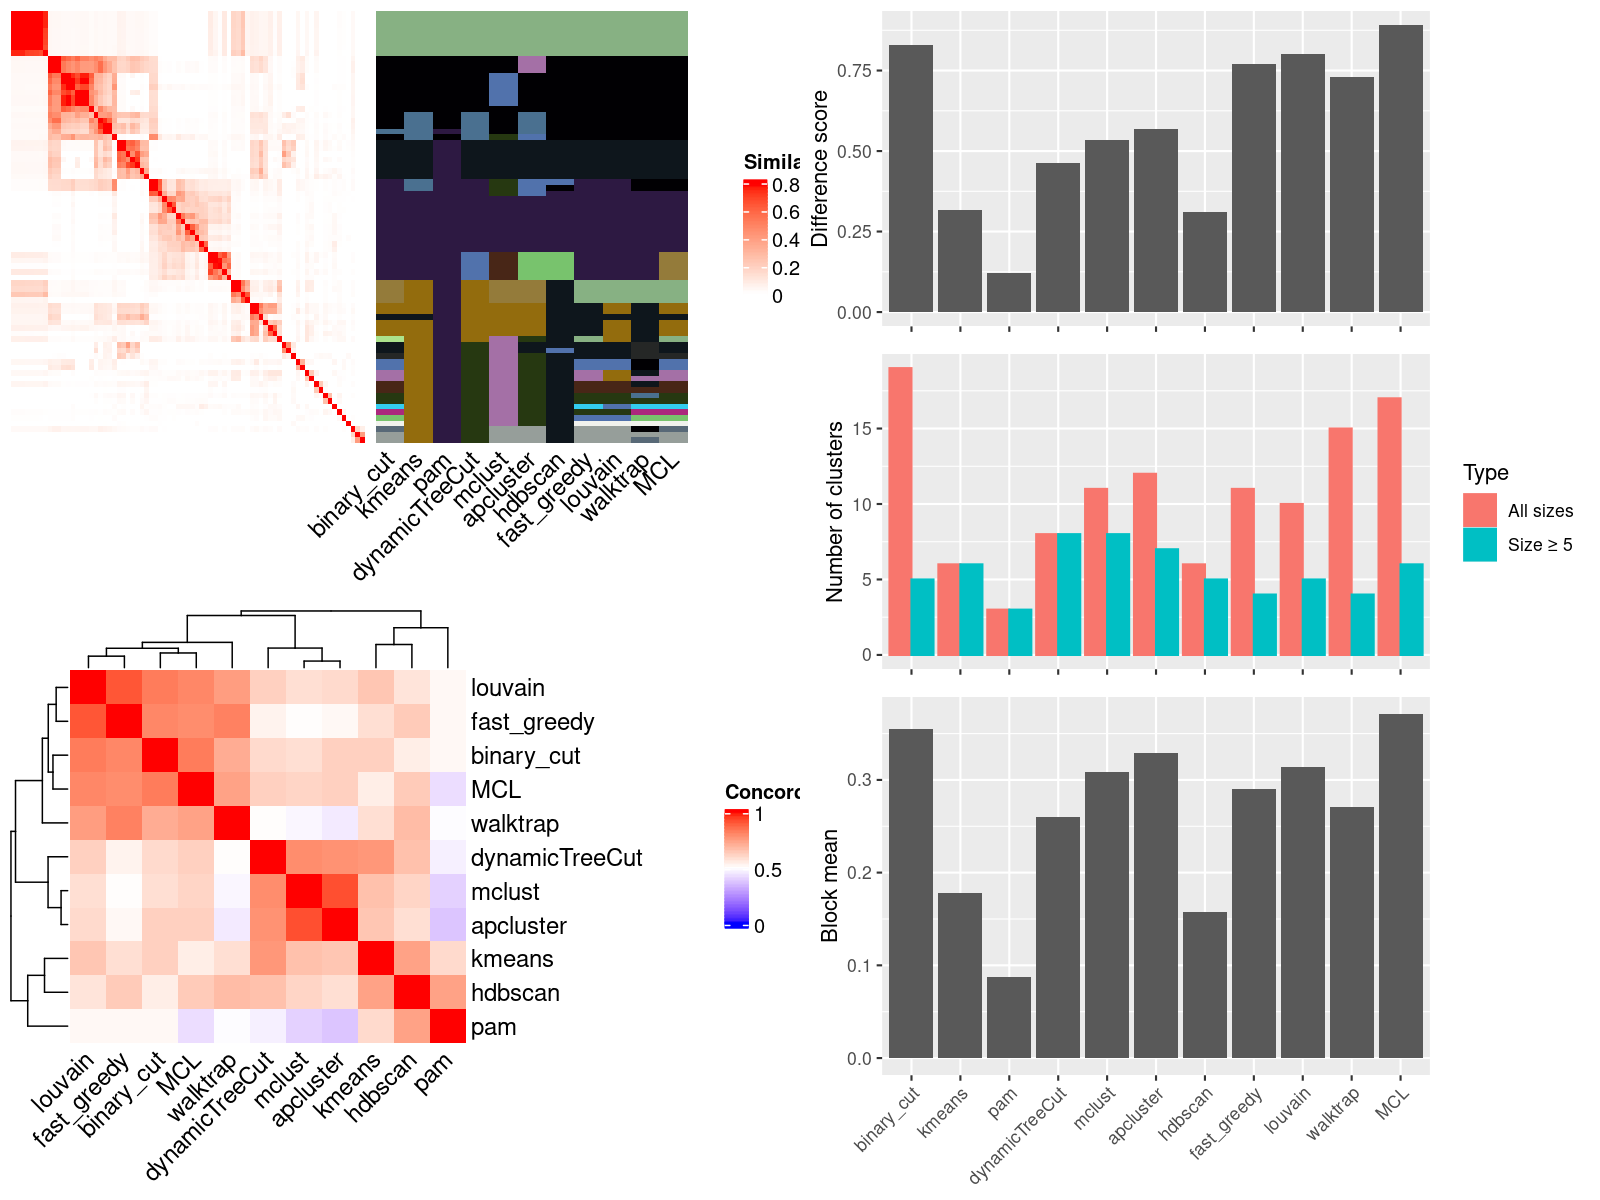 Simila
0.8
0.6
0.4
0.2
0
binary_cut
kmeans
pam
dynamicTreeCut
mclust
apcluster
hdbscan
fast_greedy
louvain
walktrap
MCL
louvain
fast_greedy
binary_cut
MCL
walktrap
dynamicTreeCut
mclust
apcluster
kmeans
hdbscan
pam
louvain
fast_greedy
binary_cut
MCL
walktrap
dynamicTreeCut
mclust
apcluster
kmeans
hdbscan
pam
Concord
1
0.5
0
Difference score
0.75
0.50
0.25
0.00
Number of clusters
15
10
5
0
Type
All sizes
Size ≥ 5
Block mean
0.3
0.2
0.1
0.0
binary_cut
kmeans
pam
dynamicTreeCut
mclust
apcluster
hdbscan
fast_greedy
louvain
walktrap
MCL